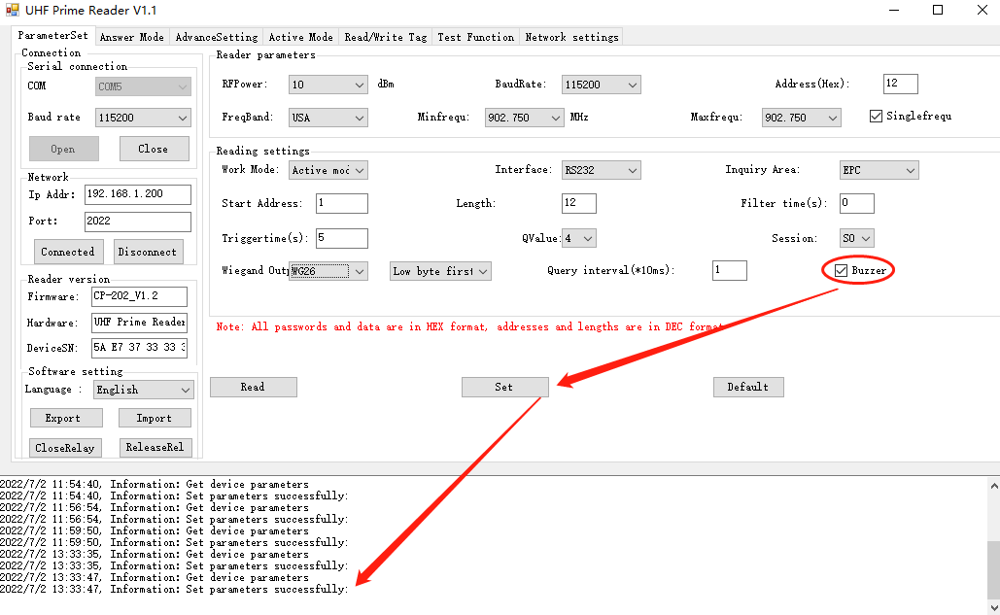 UHF Prime Reader V1.1
ParameterSet Answer Mode AdvanceSetting Active Mode Read/Write Tag Test Function Network settings
Connection
Serial connection
COM COM5
Baud rate 115200
Open Close
Network
Ip Addr: 192.168.1.200
Port: 2022
Connected Disconnect
Reader version
Firmware: CP-202_V1.2
Hardware: UHF Prime Reader
DeviceSN: 5A E7 37 33 33 3
Software setting
Language : English
Export Import
CloseRelay ReleaseRel
Reader parameters
RFPower: 10 dBm BaudRate: 115200 Address(Hex): 12
FreqBand: USA Minfrequ: 902.750 MHz Maxfrequ: 902.750 Singlefrequ
Reading settings
Work Mode: Active mod Interface: RS232 Inquiry Area: EPC
Start Address: 1 Length: 12 Filter time(s): 0
Triggertime(s): 5 QValue: 4 Session: S0
Wiegand Outp WG26 Low byte first Query interval(*10ms): 1 Buzzer
Note: All passwords and data are in HEX format, addresses and lengths are in DEC format
Read Set Default
2022/7/2 11:54:40, Information: Get device parameters
2022/7/2 11:54:40, Information: Set parameters successfully:
2022/7/2 11:56:54, Information: Get device parameters
2022/7/2 11:56:54, Information: Set parameters successfully:
2022/7/2 11:59:50, Information: Get device parameters
2022/7/2 11:59:50, Information: Set parameters successfully:
2022/7/2 13:33:35, Information: Get device parameters
2022/7/2 13:33:35, Information: Set parameters successfully:
2022/7/2 13:33:47, Information: Get device parameters
2022/7/2 13:33:47, Information: Set parameters successfully: